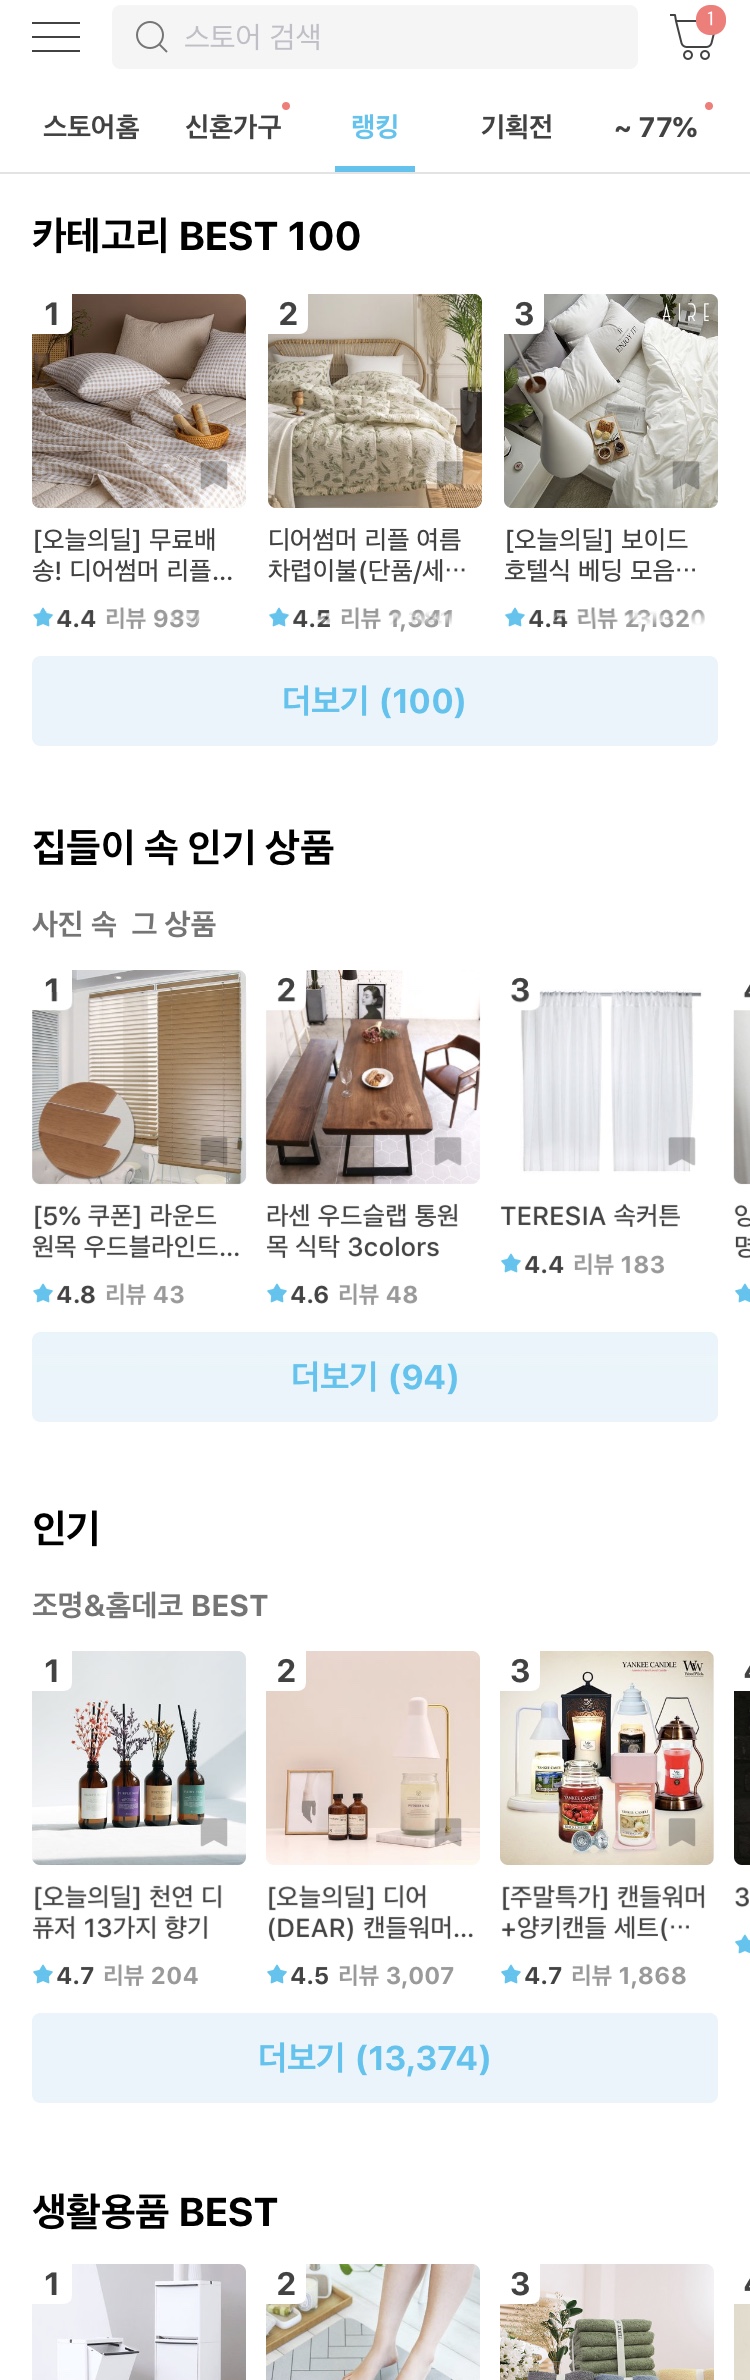 스토어 검색
1
스토어홈 신혼가구 랭킹 기획전 ~ 77%
카테고리 BEST 100
1 2 3
AIRE
ENJOY IT
[오늘의딜] 무료배
송! 디어썸머 리플...
4.4 리뷰
디어썸머 리플 여름
차렵이불(단품/세…
리뷰
[오늘의딜] 보이드
호텔식 베딩 모음…
리뷰
더보기 (100)
집들이 속 인기 상품
사진 속 그 상품
1 2 3
[5% 쿠폰] 라운드
원목 우드블라인드...
4.8 리뷰 43
라센 우드슬랩 통원
목 식탁 3colors
4.6 리뷰 48
TERESIA 속커튼
4.4 리뷰 183
더보기 (94)
인기
조명&홈데코 BEST
1 2 3
YANKEE CANDLE
[오늘의딜] 천연 디
퓨저 13가지 향기
4.7 리뷰 204
[오늘의딜] 디어
(DEAR) 캔들워머...
4.5 리뷰 3,007
[주말특가] 캔들워머
+양키캔들 세트(…
4.7 리뷰 1,868
더보기 (13,374)
생활용품 BEST
1 2 3